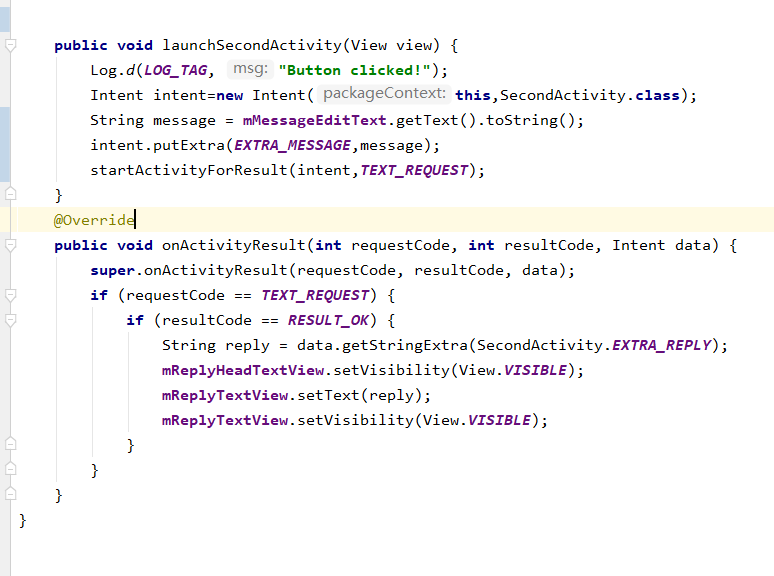 public void launchSecondActivity(View view) {
Log.d(LOG_TAG, msg: "Button clicked!");
Intent intent=new Intent( packageContext: this,SecondActivity.class);
String message = mMessageEditText.getText().toString();
intent.putExtra(EXTRA_MESSAGE,message);
startActivityForResult(intent,TEXT_REQUEST);
}
@Override
public void onActivityResult(int requestCode, int resultCode, Intent data) {
super.onActivityResult(requestCode, resultCode, data);
if (requestCode == TEXT_REQUEST) {
if (resultCode == RESULT_OK) {
String reply = data.getStringExtra(SecondActivity.EXTRA_REPLY);
mReplyHeadTextView.setVisibility(View.VISIBLE);
mReplyTextView.setText(reply);
mReplyTextView.setVisibility(View.VISIBLE);
}
}
}
}